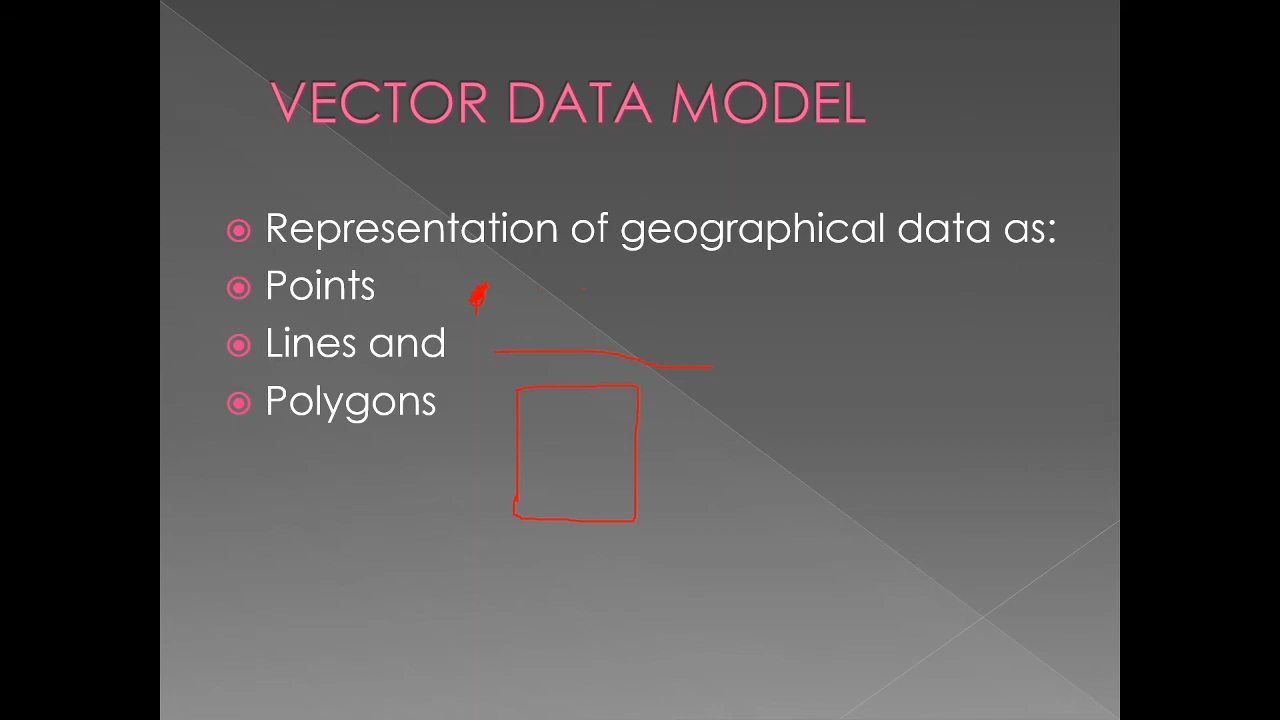 VECTOR DATA MODEL
Representation of geographical data as:
Points
Lines and
Polygons